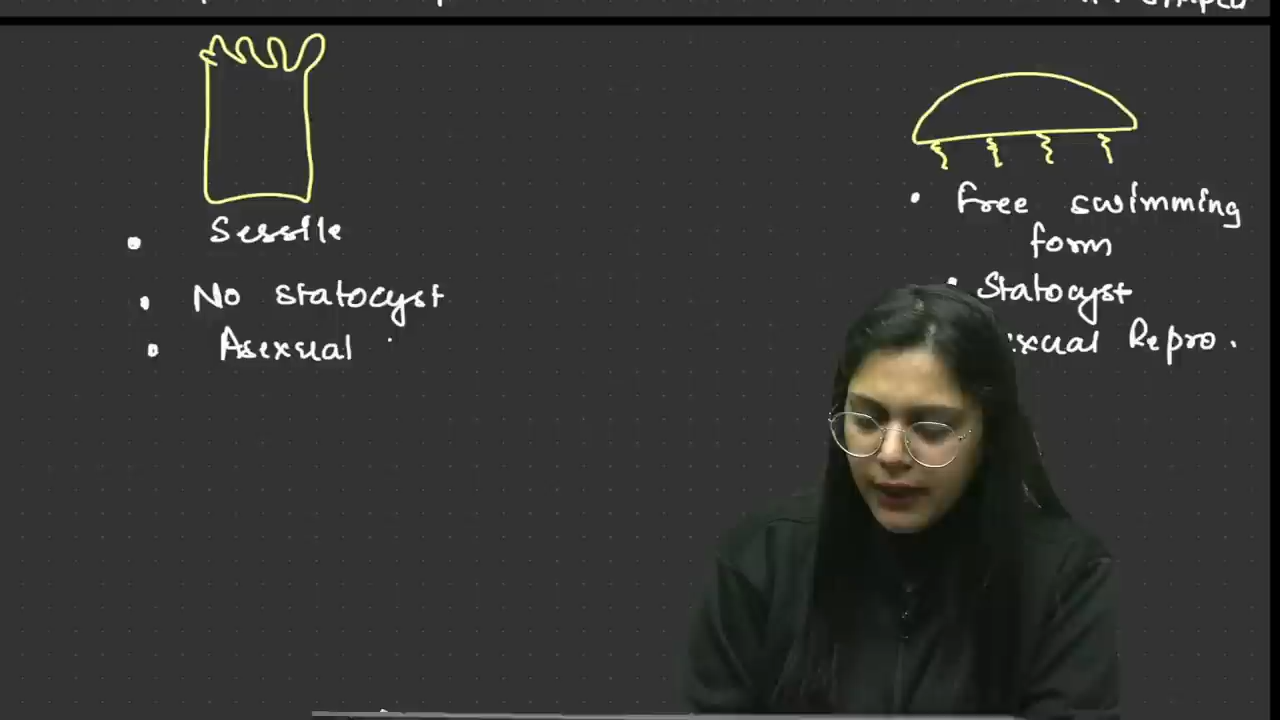 Sessile
No statocyst
Asexual
free swimming
form
Statocyst
Repro.